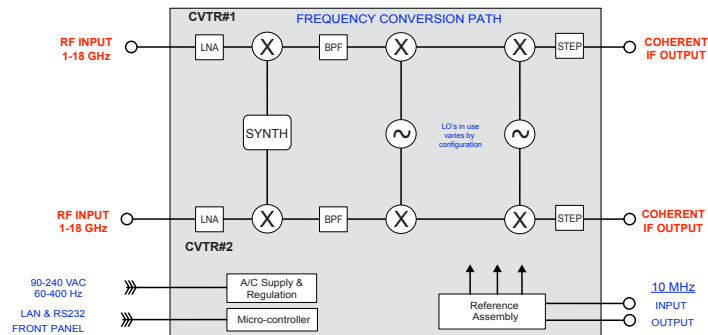 CVTR#1
FREQUENCY CONVERSION PATH
RF INPUT
1-18 GHz
LNA
X
BPF
X
X
STEP
COHERENT
IF OUTPUT
SYNTH
~
LO's in use
varies by
configuration
~
RF INPUT
1-18 GHz
LNA
X
BPF
X
X
STEP
COHERENT
IF OUTPUT
CVTR#2
90-240 VAC
60-400 Hz
A/C Supply &
Regulation
LAN & RS232
FRONT PANEL
Micro-controller
Reference
Assembly
10 MHz
INPUT
OUTPUT